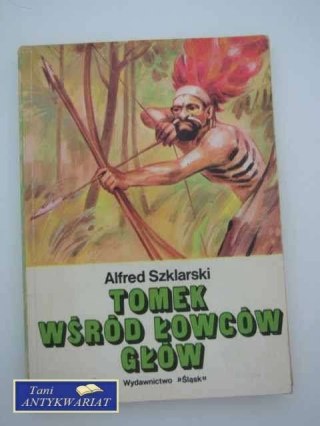 Alfred Szklarski
TOMEK
WŚRÓD ŁOWCÓW
GŁÓW
Wydawnictwo »Śląsk«
Tani
ANTYKWARIAT